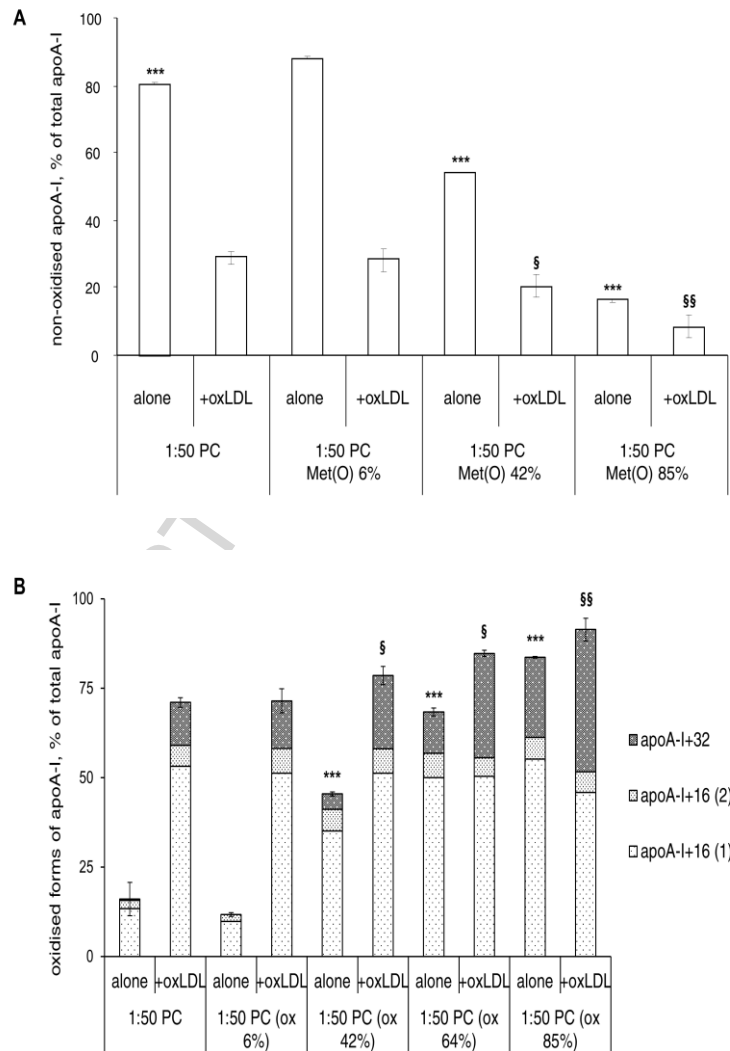 A
non-oxidised apoA-I, % of total apoA-I
100
80
60
40
20
0
***
***
§
***
§§
alone +oxLDL alone +oxLDL alone +oxLDL alone +oxLDL
1:50 PC 1:50 PC 1:50 PC 1:50 PC
Met(O) 6% Met(O) 42% Met(O) 85%
B
oxidised forms of apoA-I, % of total apoA-I
100
75
50
25
0
***
§
***
§
***
§§
apoA-I+32
apoA-I+16 (2)
apoA-I+16 (1)
alone +oxLDL alone +oxLDL alone +oxLDL alone +oxLDL alone +oxLDL
1:50 PC 1:50 PC (ox 1:50 PC (ox 1:50 PC (ox 1:50 PC (ox
6%) 42%) 64%) 85%)